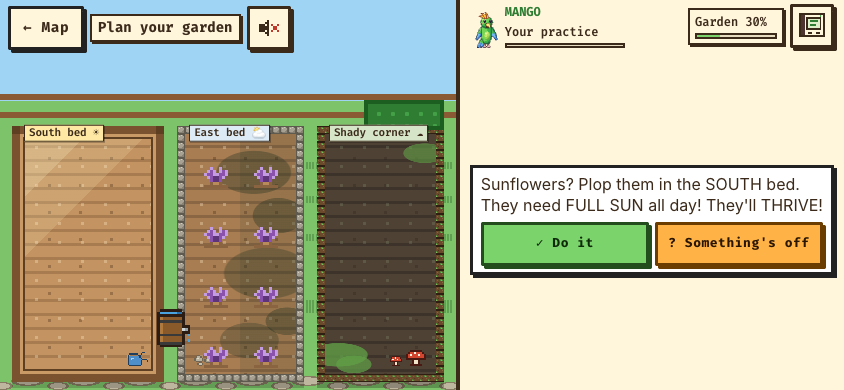 ← Map
Plan your garden
MANGO
Your practice
Garden 30%
South bed ☀
East bed ⛅
Shady corner ☁
Sunflowers? Plop them in the SOUTH bed.
They need FULL SUN all day! They'll THRIVE!
✓ Do it
? Something's off